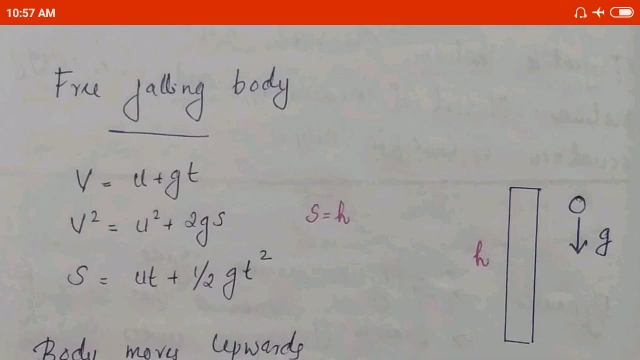 10:57 AM
Free falling body
V = u + gt
V² = u² + 2gs
S = h
S = ut + 1/2 gt²
h
g
Body moves Upwards